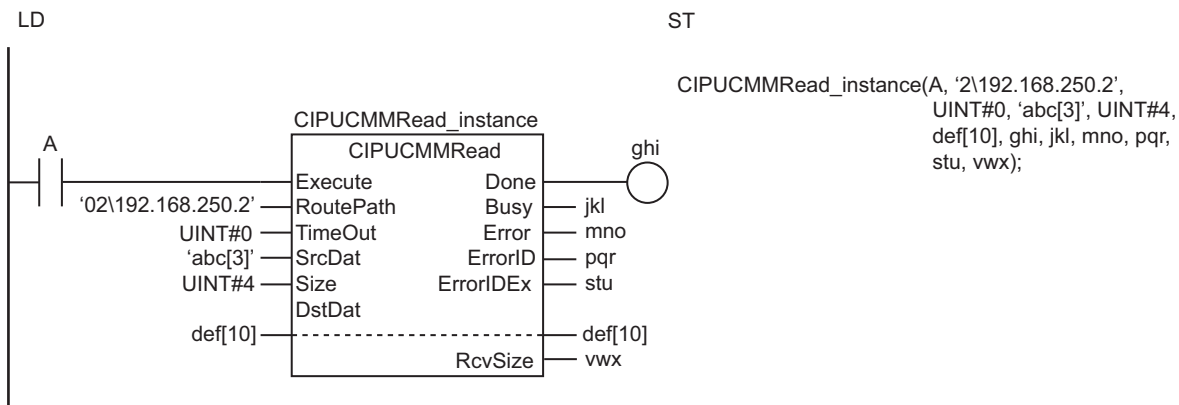 LD
ST
CIPUCMMRead_instance(A, ‘2\192.168.250.2’,
UINT#0, ‘abc[3]’, UINT#4,
def[10], ghi, jkl, mno, pqr,
stu, vwx);
CIPUCMMRead_instance
A
CIPUCMMRead
ghi
Execute Done
‘02\192.168.250.2’ RoutePath Busy jkl
UINT#0 TimeOut Error mno
‘abc[3]’ SrcDat ErrorID pqr
UINT#4 Size ErrorIDEx stu
DstDat
def[10] def[10]
RcvSize vwx